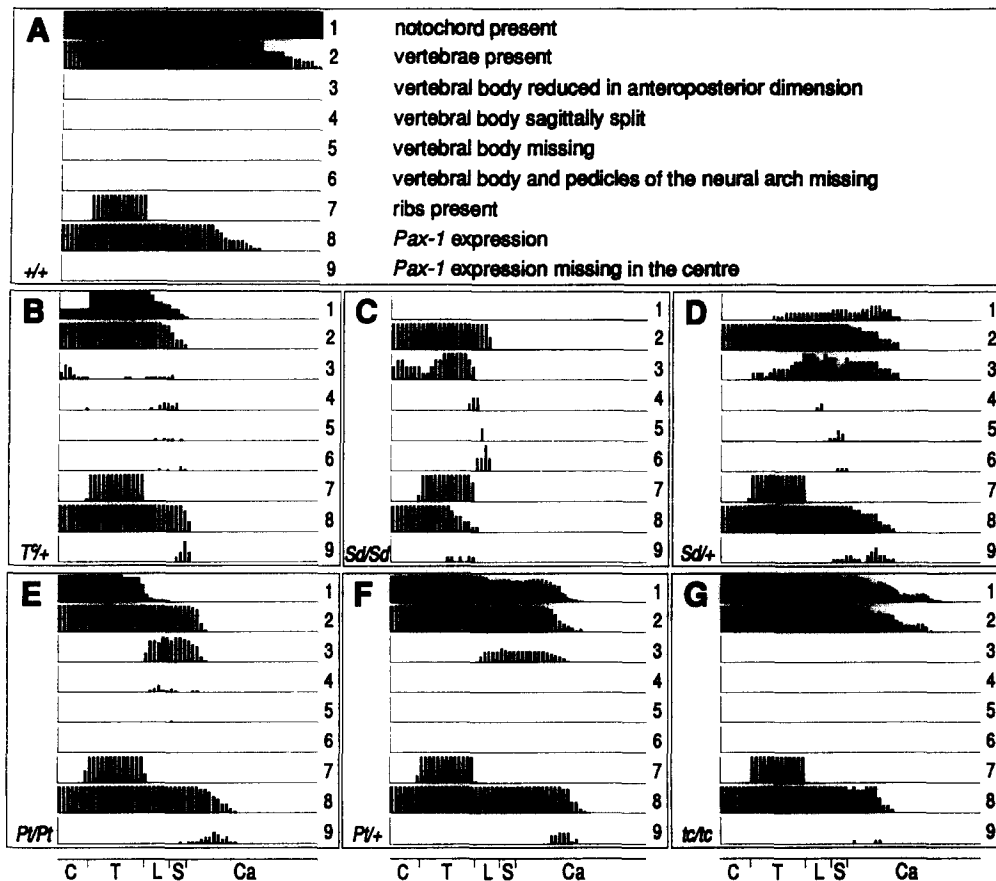 A
1 notochord present
2 vertebrae present
3 vertebral body reduced in anteroposterior dimension
4 vertebral body sagittally split
5 vertebral body missing
6 vertebral body and pedicles of the neural arch missing
7 ribs present
8 Pax-1 expression
+/+ 9 Pax-1 expression missing in the centre
B
1
2
3
4
5
6
7
8
9
C
1
2
3
4
5
6
7
8
Sd/Sd 9
D
1
2
3
4
5
6
7
8
Sd/+ 9
E
1
2
3
4
5
6
7
8
Pt/Pt 9
F
1
2
3
4
5
6
7
8
Pt/+ 9
G
1
2
3
4
5
6
7
8
tc/tc 9
C T L S Ca
C T L S Ca
C T L S Ca